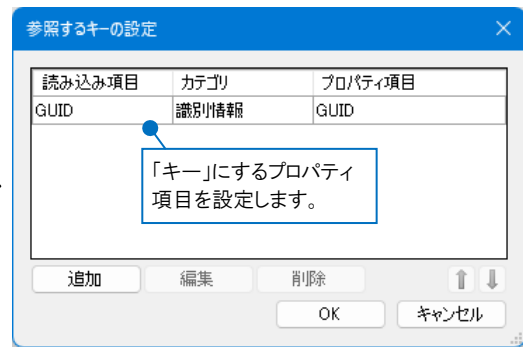 参照するキーの設定
読み込み項目 カテゴリ プロパティ項目
GUID 識別情報 GUID
「キー」にするプロパティ
項目を設定します。
追加 編集 削除
OK キャンセル